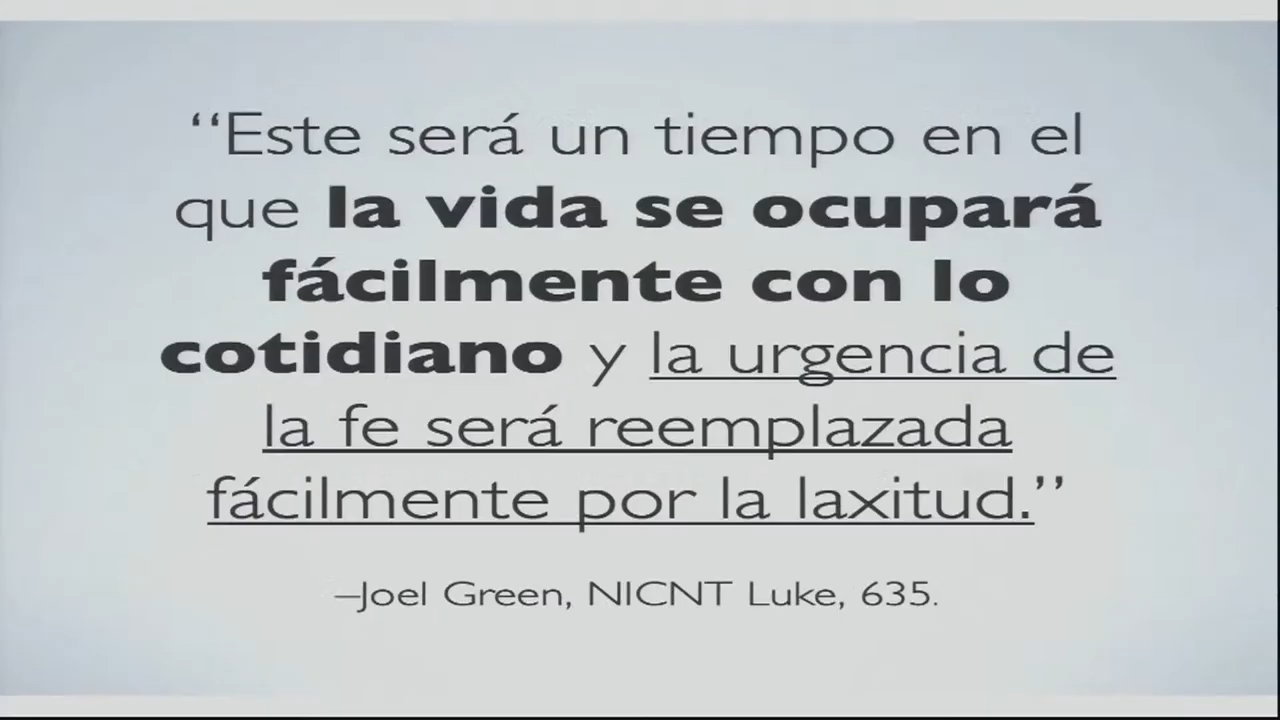 “Este será un tiempo en el
que la vida se ocupará
fácilmente con lo
cotidiano y la urgencia de
la fe será reemplazada
fácilmente por la laxitud.”
–Joel Green, NICNT Luke, 635.